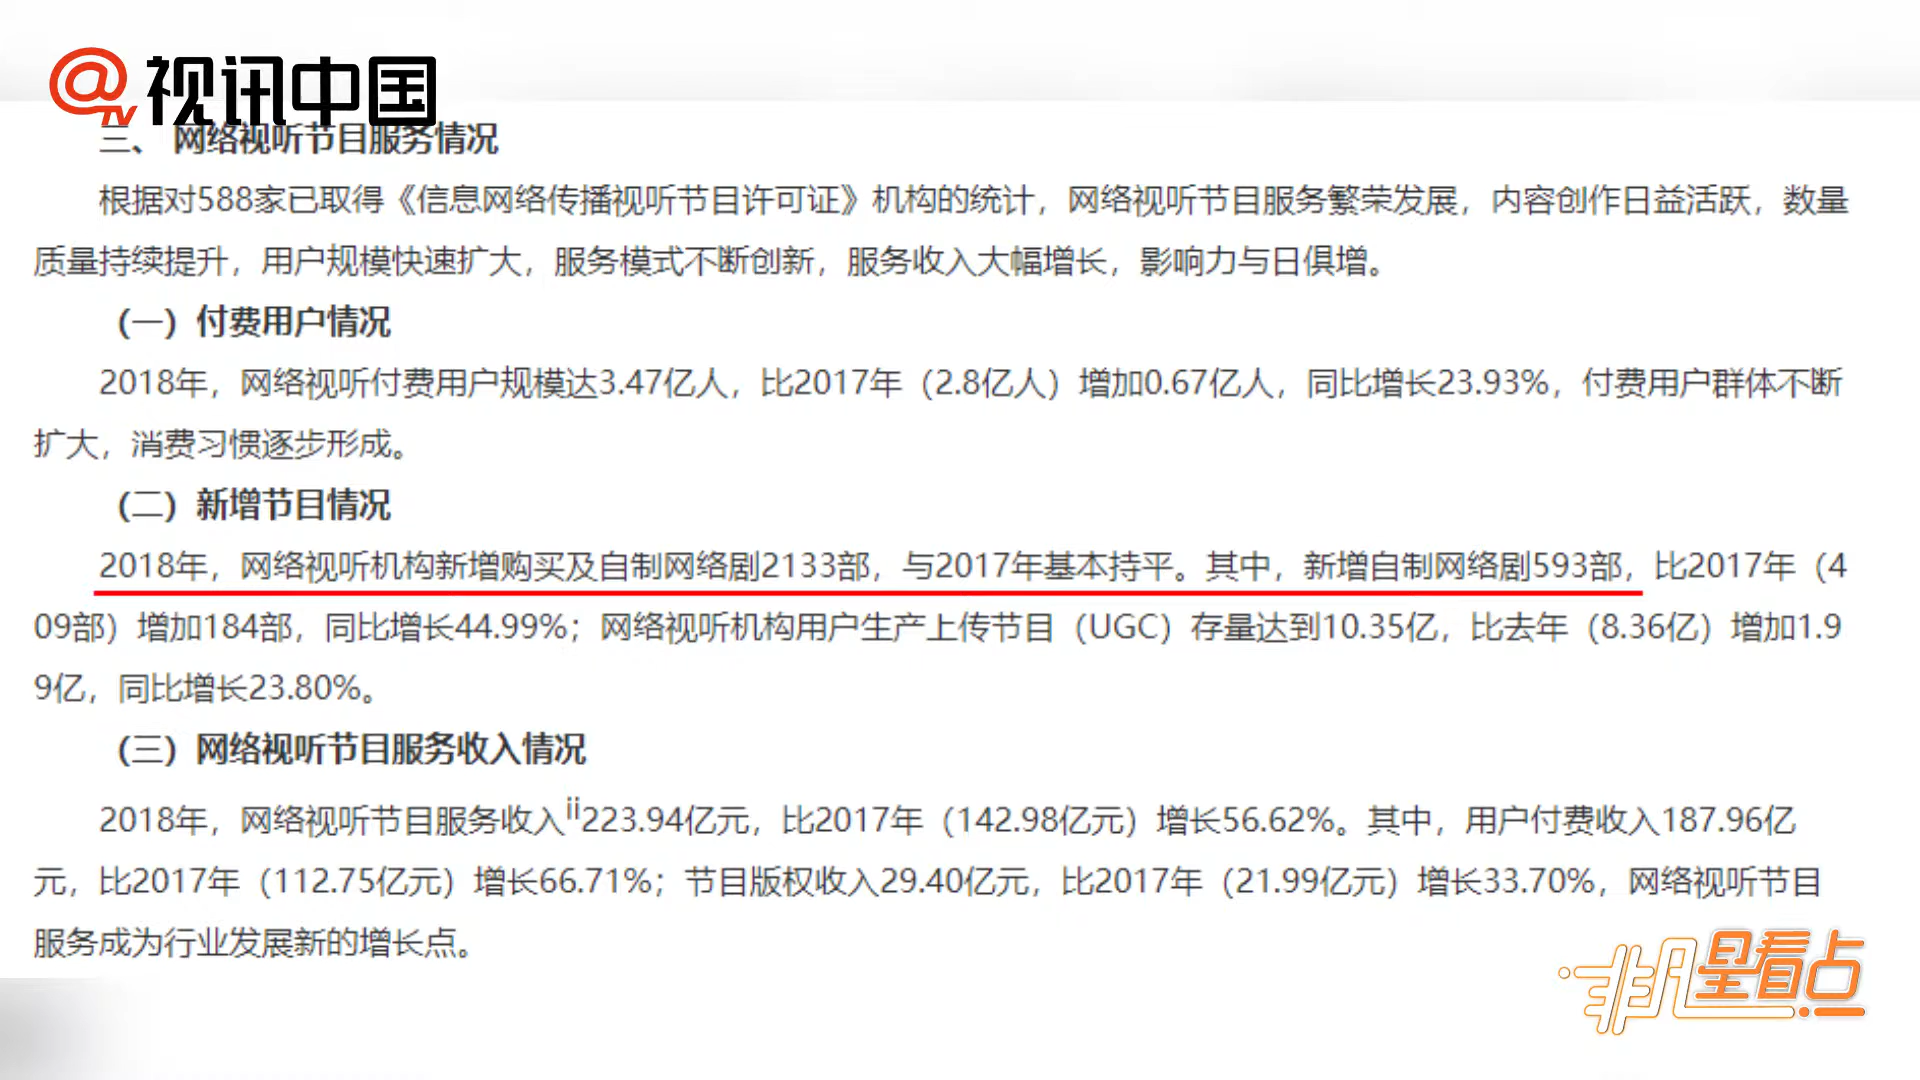 @TV 视讯中国
三、 网络视听节目服务情况
根据对588家已取得《信息网络传播视听节目许可证》机构的统计，网络视听节目服务繁荣发展，内容创作日益活跃，数量
质量持续提升，用户规模快速扩大，服务模式不断创新，服务收入大幅增长，影响力与日俱增。
（一）付费用户情况
2018年，网络视听付费用户规模达3.47亿人，比2017年（2.8亿人）增加0.67亿人，同比增长23.93%，付费用户群体不断
扩大，消费习惯逐步形成。
（二）新增节目情况
2018年，网络视听机构新增购买及自制网络剧2133部，与2017年基本持平。其中，新增自制网络剧593部，比2017年（4
09部）增加184部，同比增长44.99%；网络视听机构用户生产上传节目（UGC）存量达到10.35亿，比去年（8.36亿）增加1.9
9亿，同比增长23.80%。
（三）网络视听节目服务收入情况
2018年，网络视听节目服务收入ii223.94亿元，比2017年（142.98亿元）增长56.62%。其中，用户付费收入187.96亿
元，比2017年（112.75亿元）增长66.71%；节目版权收入29.40亿元，比2017年（21.99亿元）增长33.70%，网络视听节目
服务成为行业发展新的增长点。
非凡星看点